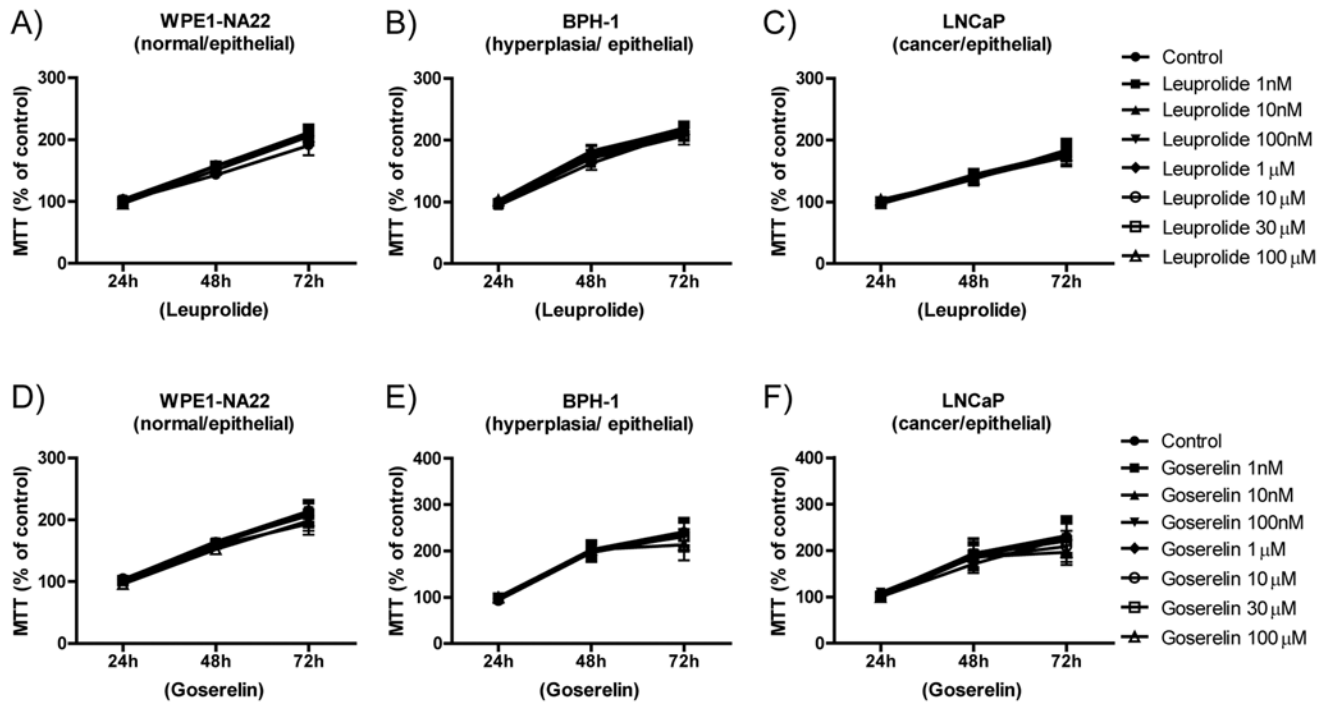 A)
WPE1-NA22
(normal/epithelial)
MTT (% of control)
300
200
100
0
24h 48h 72h
(Leuprolide)
B)
BPH-1
(hyperplasia/ epithelial)
MTT (% of control)
300
200
100
0
24h 48h 72h
(Leuprolide)
C)
LNCaP
(cancer/epithelial)
MTT (% of control)
300
200
100
0
24h 48h 72h
(Leuprolide)
Control
Leuprolide 1nM
Leuprolide 10nM
Leuprolide 100nM
Leuprolide 1 μM
Leuprolide 10 μM
Leuprolide 30 μM
Leuprolide 100 μM
D)
WPE1-NA22
(normal/epithelial)
MTT (% of control)
300
200
100
0
24h 48h 72h
(Goserelin)
E)
BPH-1
(hyperplasia/ epithelial)
MTT (% of control)
400
300
200
100
0
24h 48h 72h
(Goserelin)
F)
LNCaP
(cancer/epithelial)
MTT (% of control)
400
300
200
100
0
24h 48h 72h
(Goserelin)
Control
Goserelin 1nM
Goserelin 10nM
Goserelin 100nM
Goserelin 1 μM
Goserelin 10 μM
Goserelin 30 μM
Goserelin 100 μM